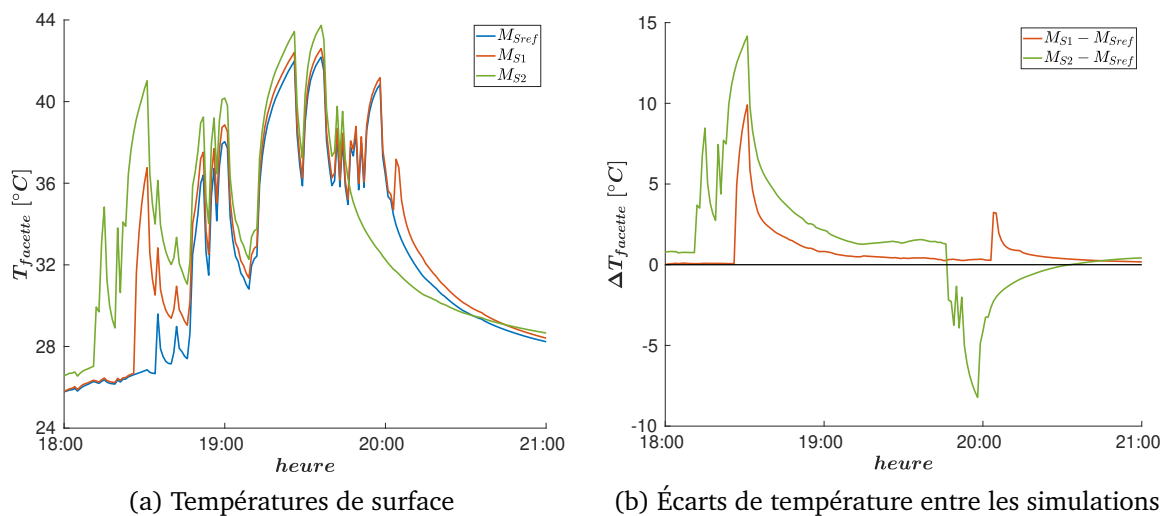 44
40
36
32
28
24
T_facette [°C]
M_Sref
M_S1
M_S2
18:00
19:00
20:00
21:00
heure
(a) Températures de surface
15
10
5
0
-5
-10
ΔT_facette [°C]
M_S1 − M_Sref
M_S2 − M_Sref
18:00
19:00
20:00
21:00
heure
(b) Écarts de température entre les simulations